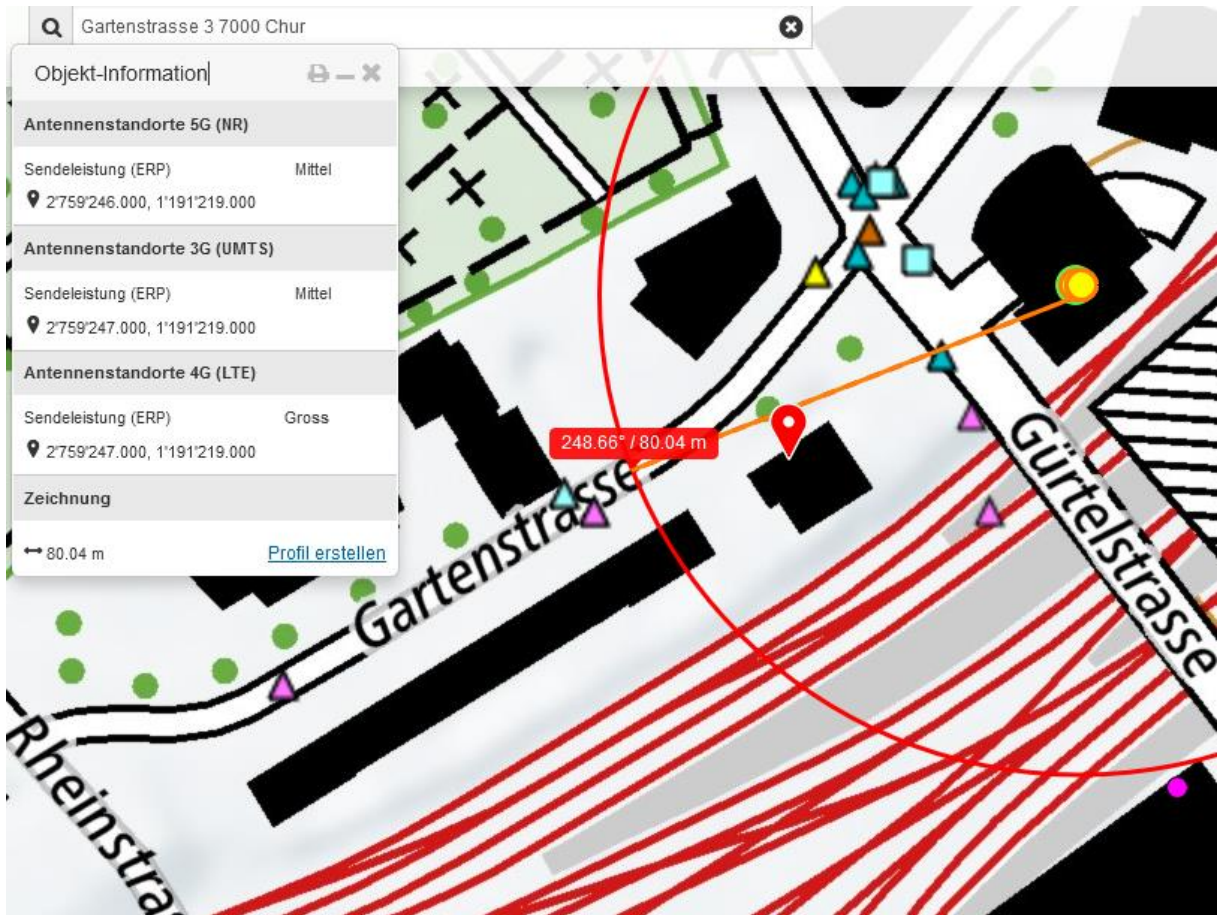 Gartenstrasse 3 7000 Chur
Objekt-Information
Antennenstandorte 5G (NR)
Sendeleistung (ERP) Mittel
2'759'246.000, 1'191'219.000
Antennenstandorte 3G (UMTS)
Sendeleistung (ERP) Mittel
2'759'247.000, 1'191'219.000
Antennenstandorte 4G (LTE)
Sendeleistung (ERP) Gross
2'759'247.000, 1'191'219.000
Zeichnung
80.04 m Profil erstellen
248.66° / 80.04 m
Gartenstrasse
Gürtelstrasse
Rheinstras